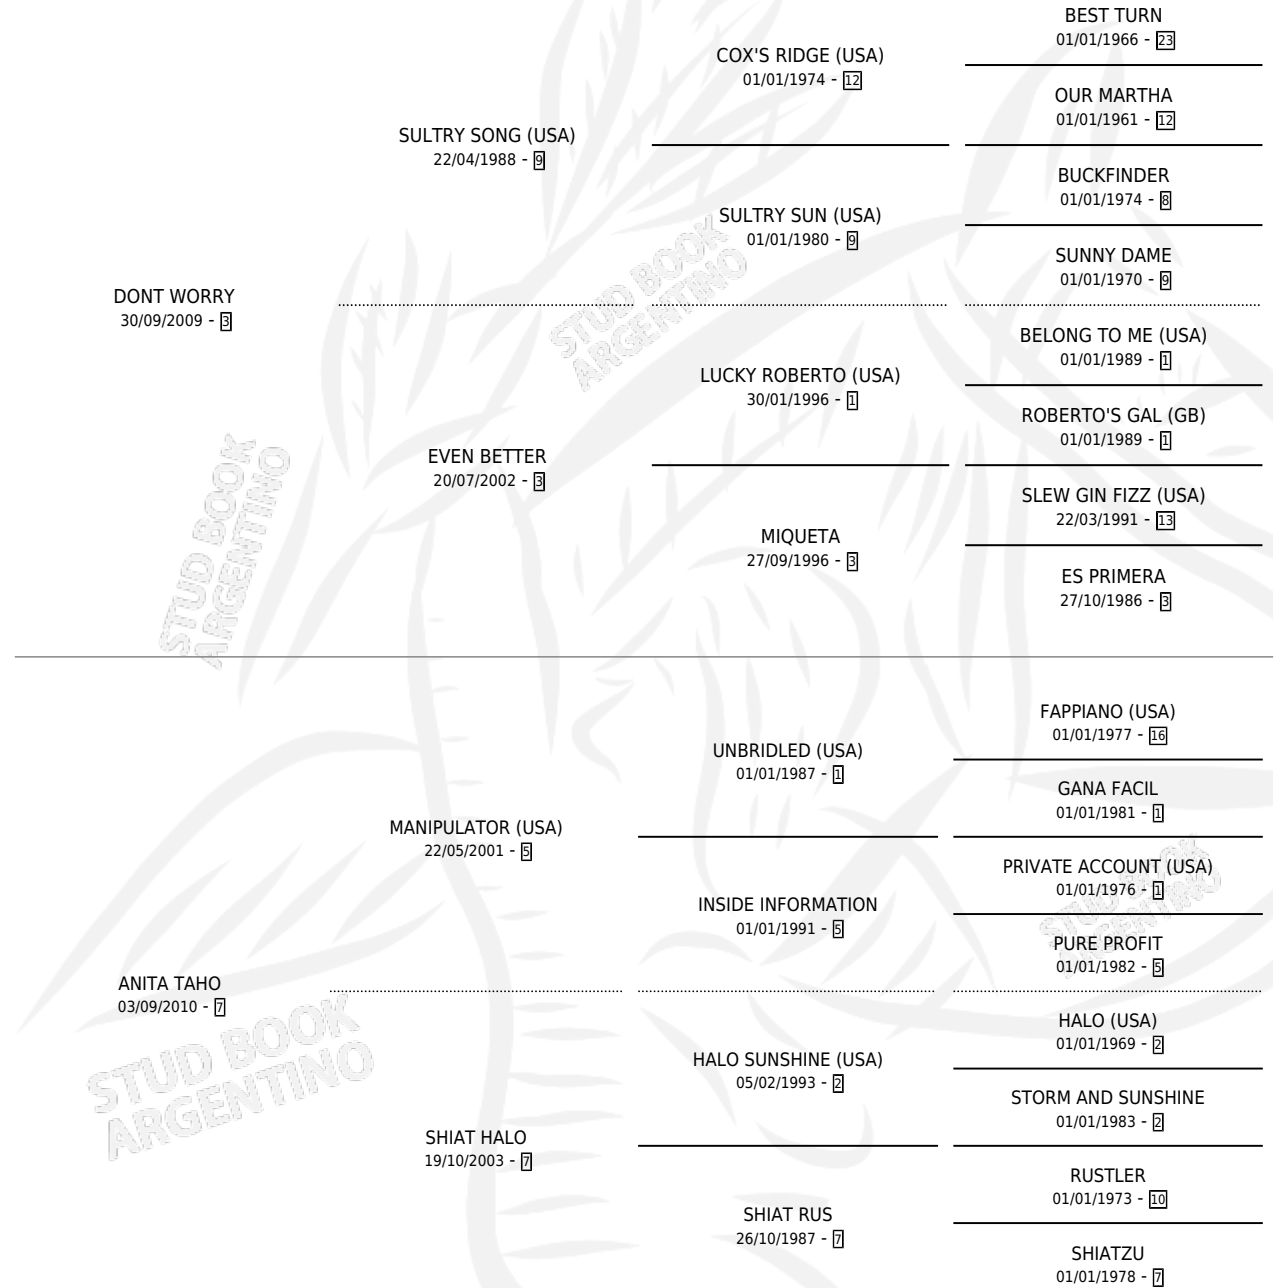 BEST TURN
01/01/1966 - 23
COX'S RIDGE (USA)
01/01/1974 - 12
OUR MARTHA
01/01/1961 - 12
SULTRY SONG (USA)
22/04/1988 - 9
BUCKFINDER
01/01/1974 - 8
SULTRY SUN (USA)
01/01/1980 - 9
SUNNY DAME
01/01/1970 - 9
DONT WORRY
30/09/2009 - 3
STUD BOOK
ARGENTINO
BELONG TO ME (USA)
01/01/1989 - 1
LUCKY ROBERTO (USA)
30/01/1996 - 1
ROBERTO'S GAL (GB)
01/01/1989 - 1
EVEN BETTER
20/07/2002 - 3
SLEW GIN FIZZ (USA)
22/03/1991 - 13
MIQUETA
27/09/1996 - 3
ES PRIMERA
27/10/1986 - 3
STUD BOOK
ARGENTINO
FAPPIANO (USA)
01/01/1977 - 16
UNBRIDLED (USA)
01/01/1987 - 1
GANA FACIL
01/01/1981 - 1
MANIPULATOR (USA)
22/05/2001 - 5
PRIVATE ACCOUNT (USA)
01/01/1976 - 1
INSIDE INFORMATION
01/01/1991 - 5
PURE PROFIT
01/01/1982 - 5
STUD BOOK
ARGENTINO
ANITA TAHO
03/09/2010 - 7
HALO (USA)
01/01/1969 - 2
HALO SUNSHINE (USA)
05/02/1993 - 2
STORM AND SUNSHINE
01/01/1983 - 2
STUD BOOK
ARGENTINO
SHIAT HALO
19/10/2003 - 7
RUSTLER
01/01/1973 - 10
SHIAT RUS
26/10/1987 - 7
SHIATZU
01/01/1978 - 7